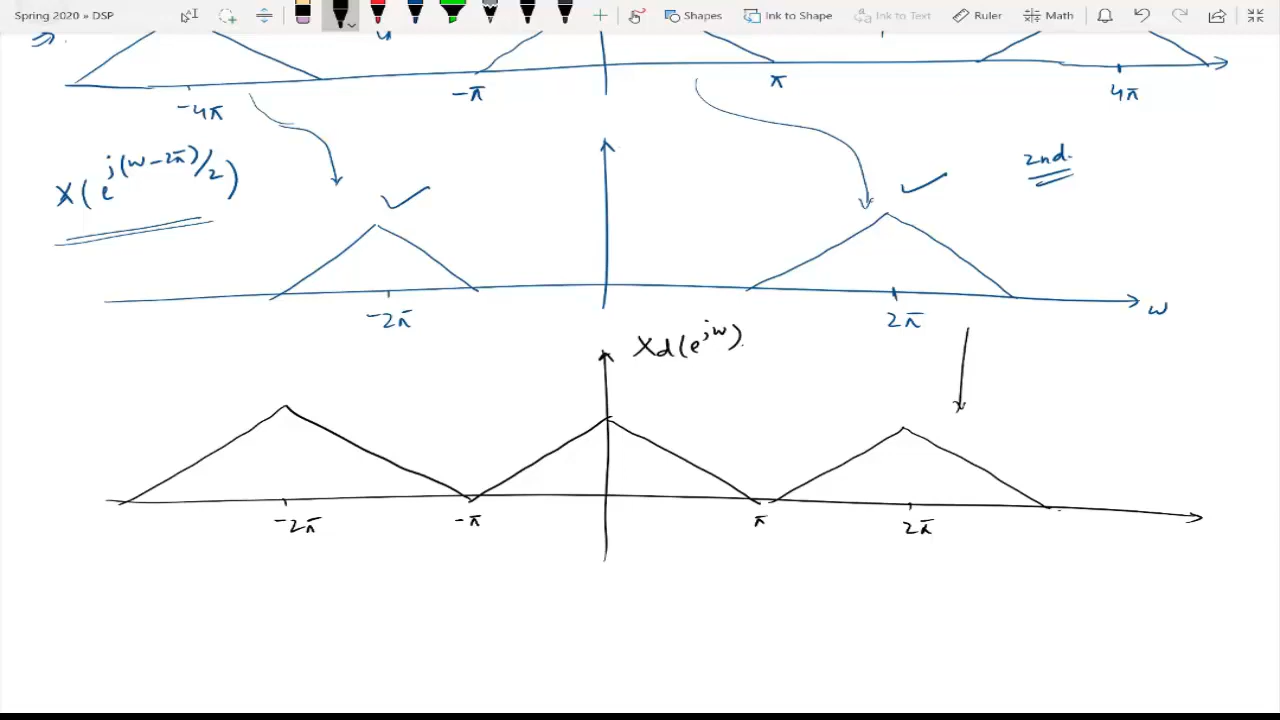 Spring 2020 » DSP
Shapes
Ink to Shape
Ink to Text
Ruler
Math
-4π
-π
π
4π
X(e^{j(w-2π)/2})
2nd.
-2π
2π
w
Xd(e^{jw}).
-2π
-π
π
2π